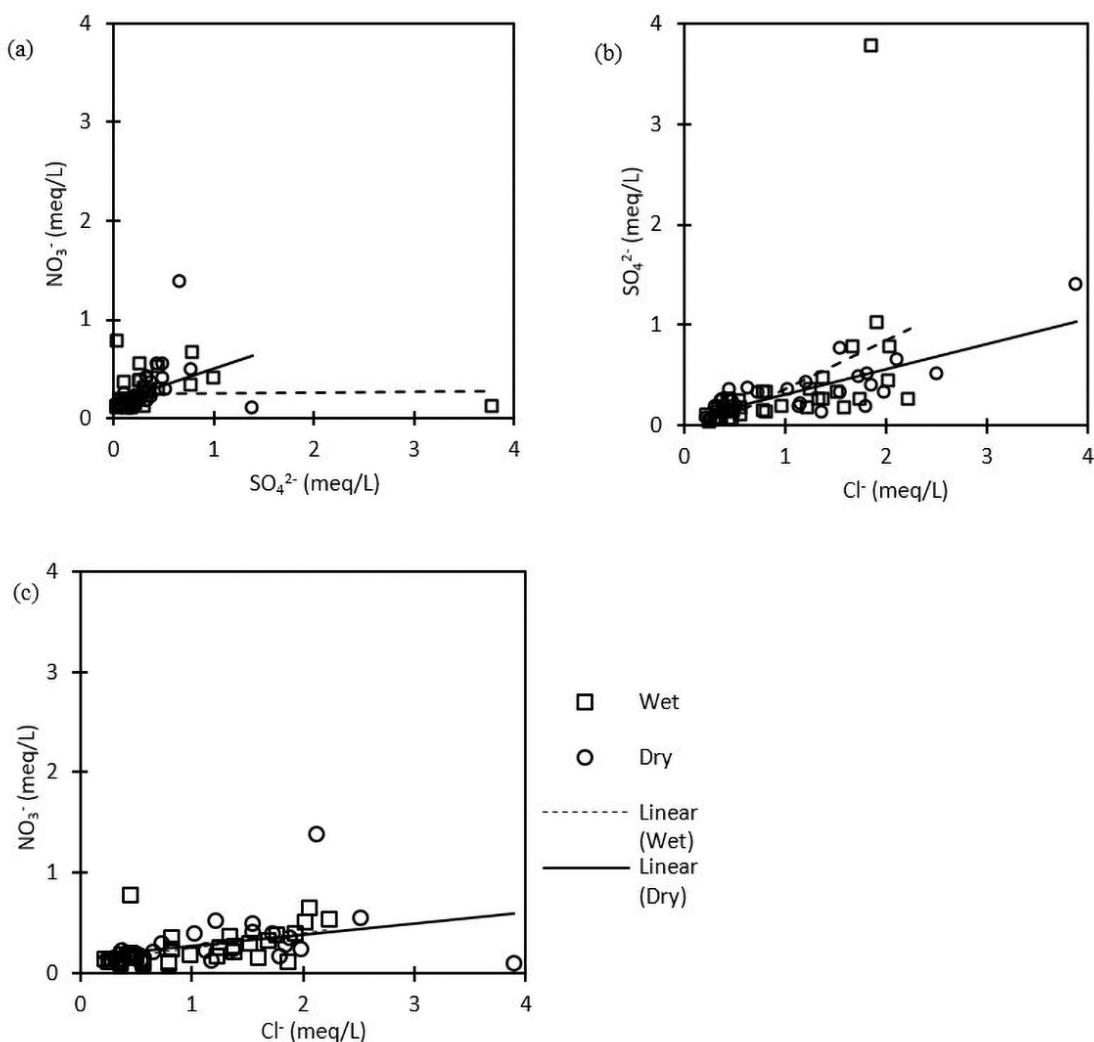 (a)
4
3
2
1
0
NO₃⁻ (meq/L)
0 1 2 3 4
SO₄²⁻ (meq/L)
(b)
4
3
2
1
0
SO₄²⁻ (meq/L)
0 1 2 3 4
Cl⁻ (meq/L)
(c)
4
3
2
1
0
NO₃⁻ (meq/L)
0 1 2 3 4
Cl⁻ (meq/L)
Wet
Dry
Linear
(Wet)
Linear
(Dry)